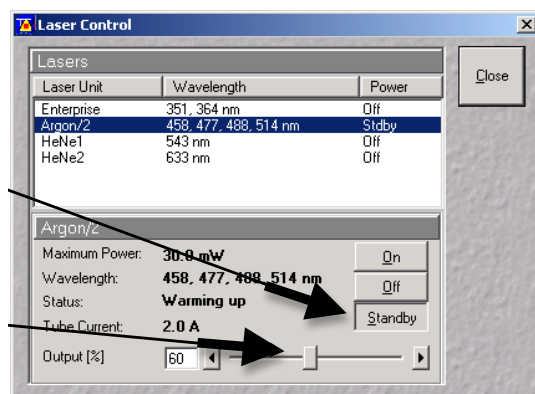 Laser Control
Close
Lasers
Laser Unit Wavelength Power
Enterprise 351, 364 nm Off
Argon/2 458, 477, 488, 514 nm Stdby
HeNe1 543 nm Off
HeNe2 633 nm Off
Argon/2
Maximum Power: 30.0 mW On
Wavelength: 458, 477, 488, 514 nm Off
Status: Warming up
Standby
Tube Current: 2.0 A
Output [%] 60